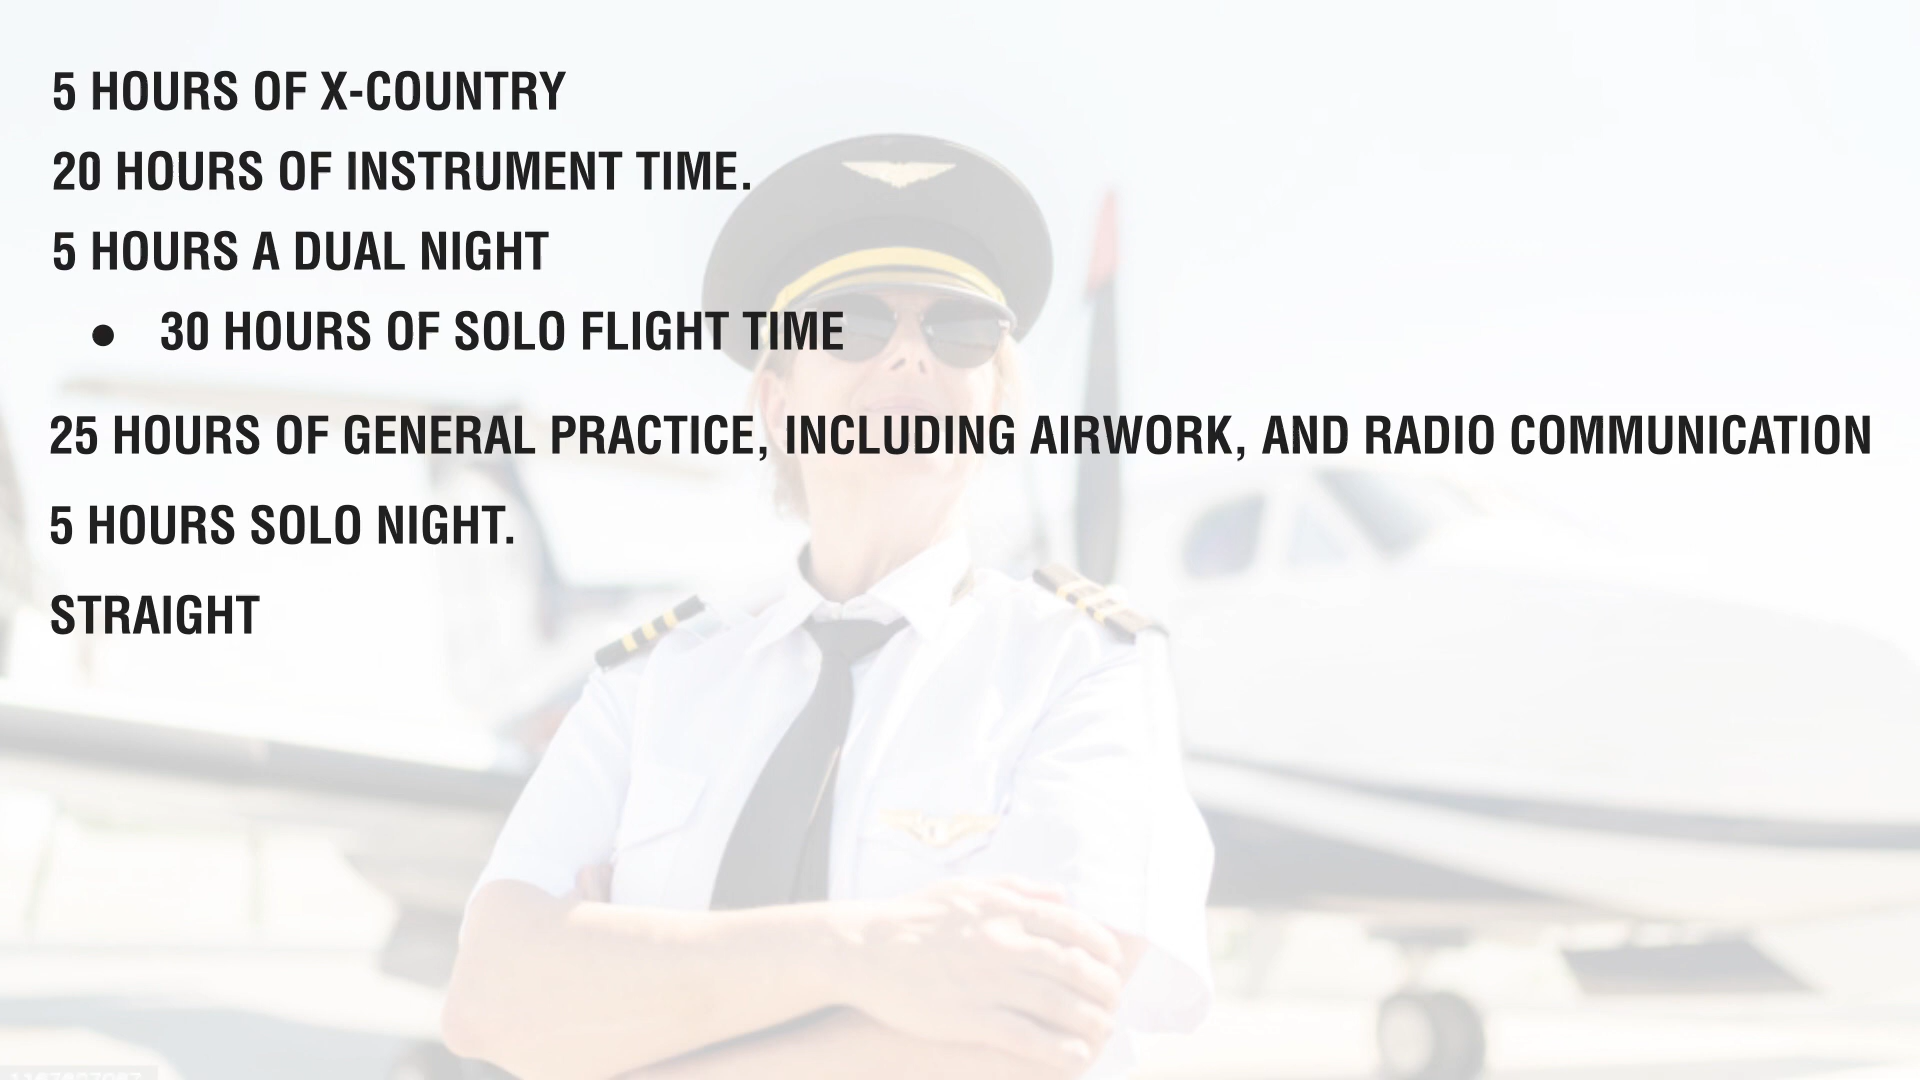 5 HOURS OF X-COUNTRY
20 HOURS OF INSTRUMENT TIME.
5 HOURS A DUAL NIGHT
● 30 HOURS OF SOLO FLIGHT TIME
25 HOURS OF GENERAL PRACTICE, INCLUDING AIRWORK, AND RADIO COMMUNICATION
5 HOURS SOLO NIGHT.
STRAIGHT